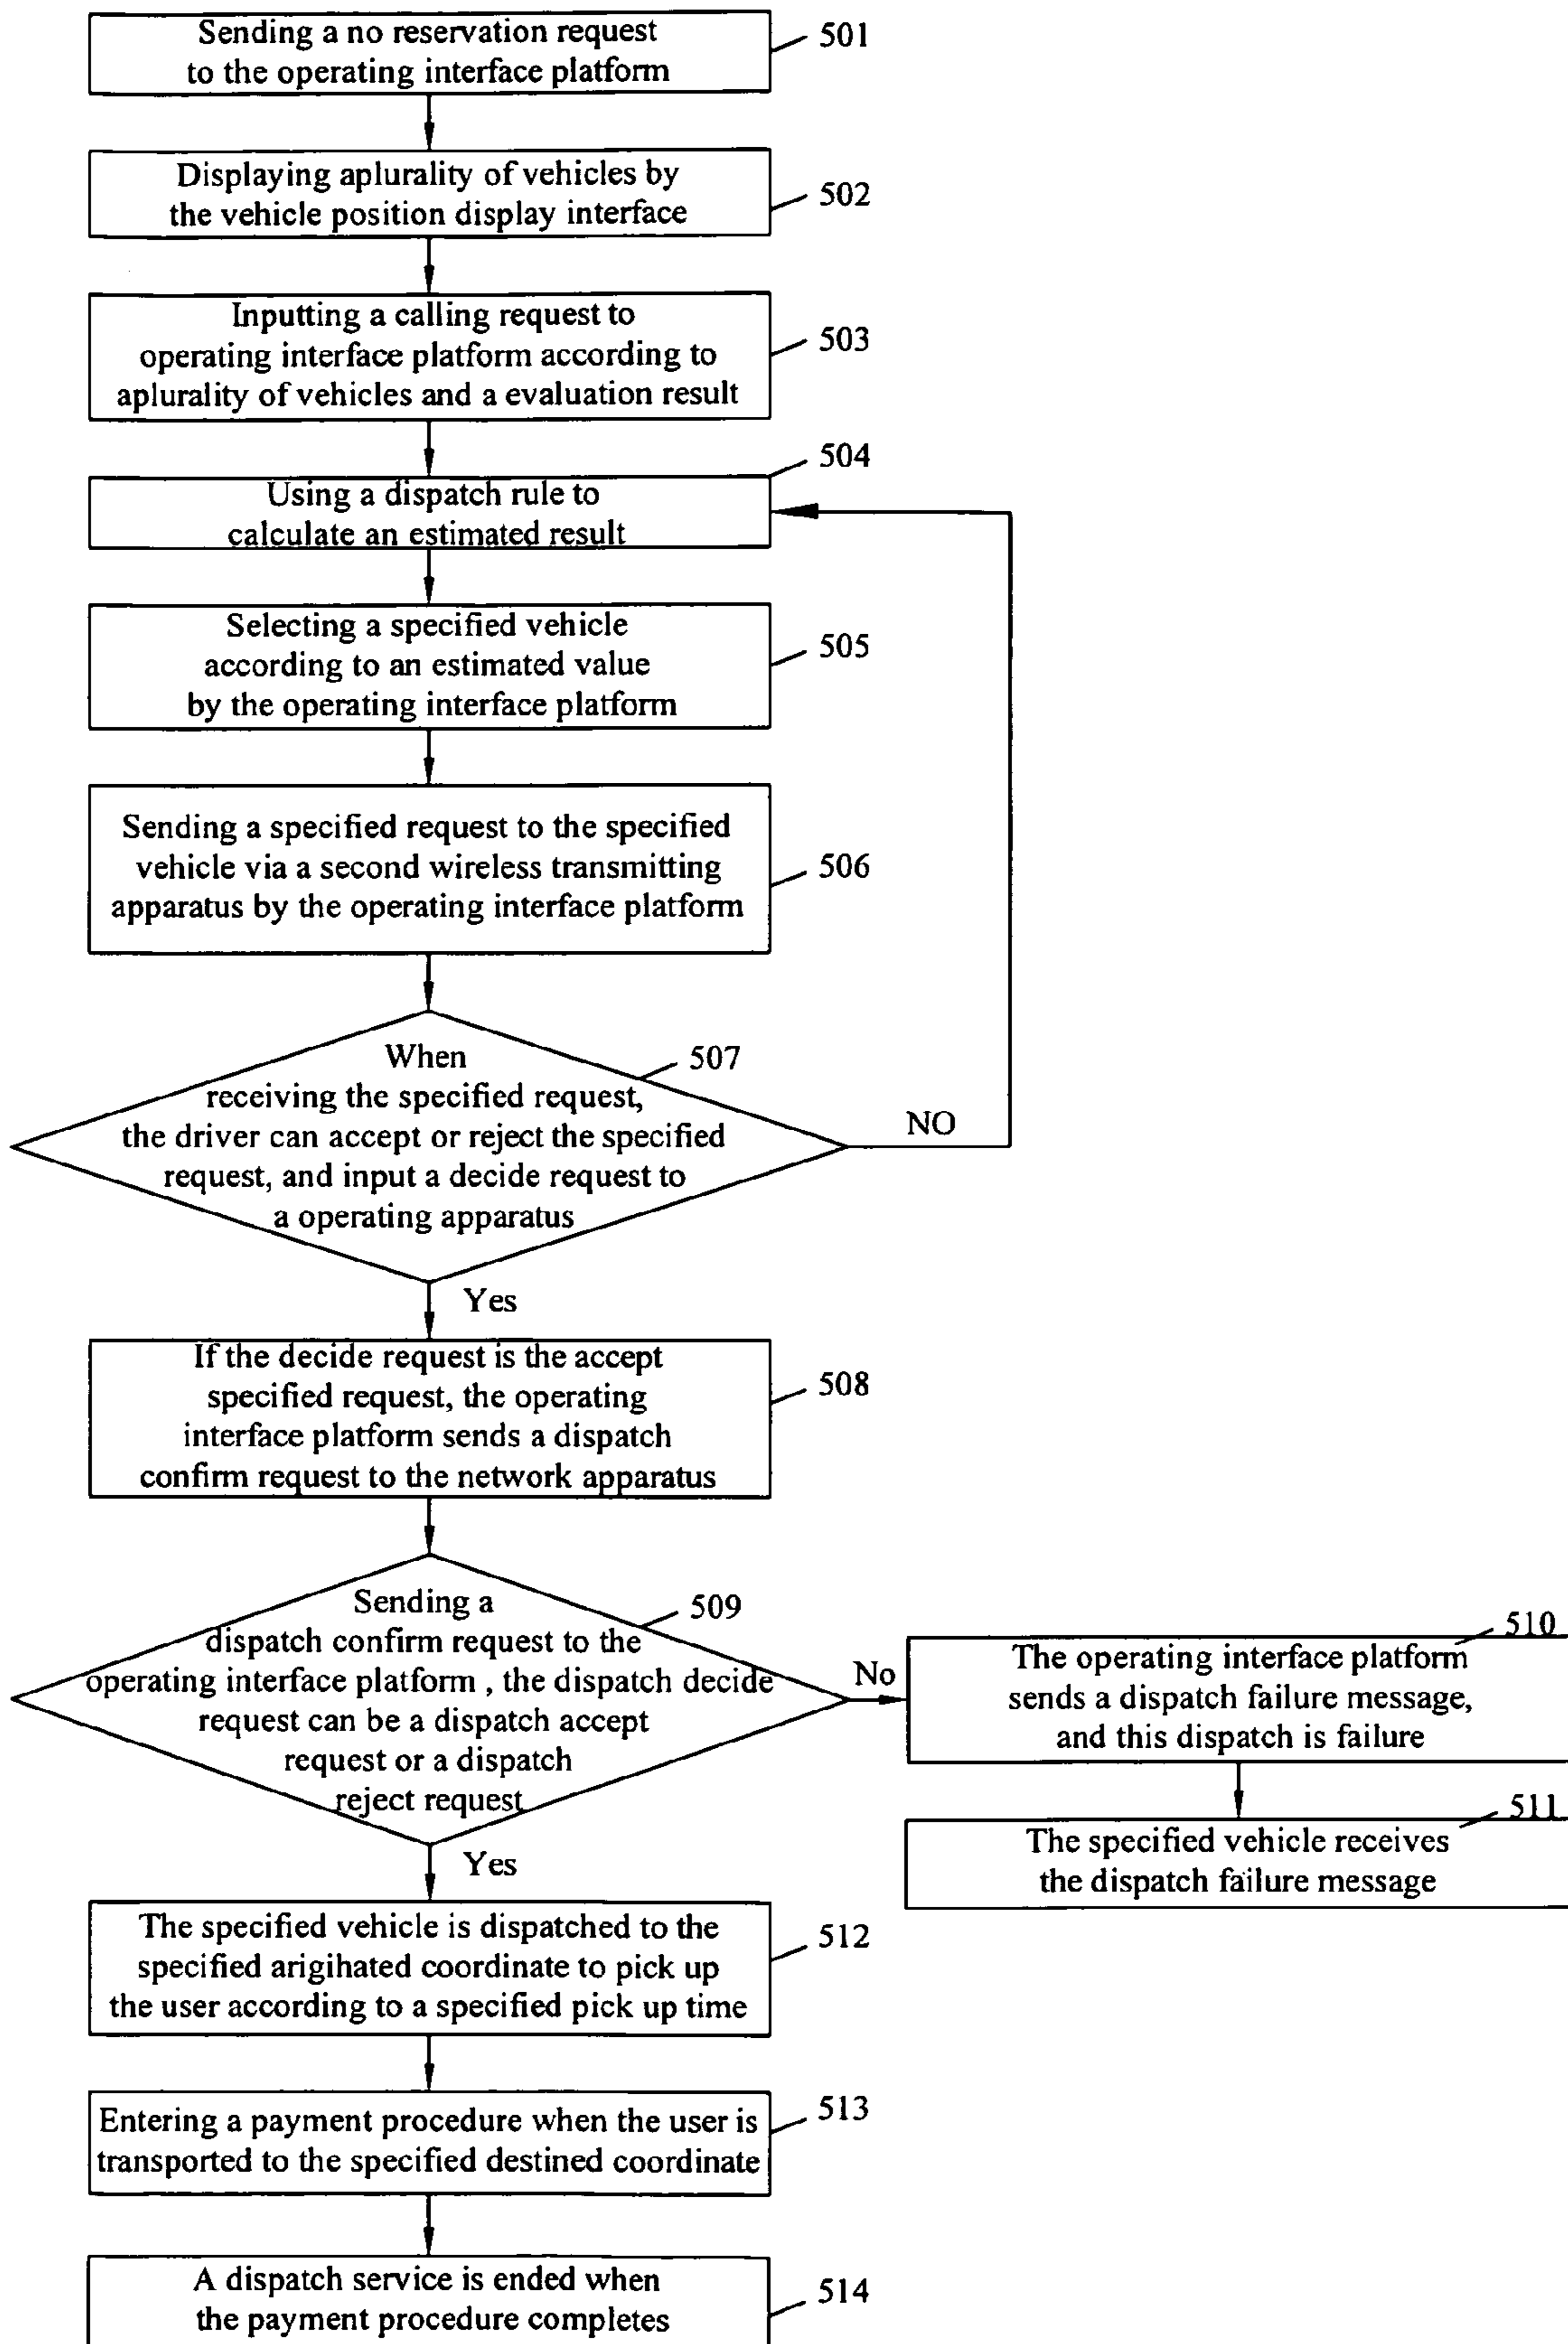 Sending a no reservation request
to the operating interface platform
501
Displaying aplurality of vehicles by
the vehicle position display interface
502
Inputting a calling request to
operating interface platform according to
aplurality of vehicles and a evaluation result
503
504
Using a dispatch rule to
calculate an estimated result
Selecting a specified vehicle
according to an estimated value
by the operating interface platform
505
Sending a specified request to the specified
vehicle via a second wireless transmitting
apparatus by the operating interface platform
506
When
receiving the specified request,
the driver can accept or reject the specified
request, and input a decide request to
a operating apparatus
507
NO
Yes
If the decide request is the accept
specified request, the operating
interface platform sends a dispatch
confirm request to the network apparatus
508
Sending a
dispatch confirm request to the
operating interface platform , the dispatch decide
request can be a dispatch accept
request or a dispatch
reject request
509
No
510
The operating interface platform
sends a dispatch failure message,
and this dispatch is failure
511
The specified vehicle receives
the dispatch failure message
Yes
The specified vehicle is dispatched to the
specified arigihated coordinate to pick up
the user according to a specified pick up time
512
Entering a payment procedure when the user is
transported to the specified destined coordinate
513
A dispatch service is ended when
the payment procedure completes
514